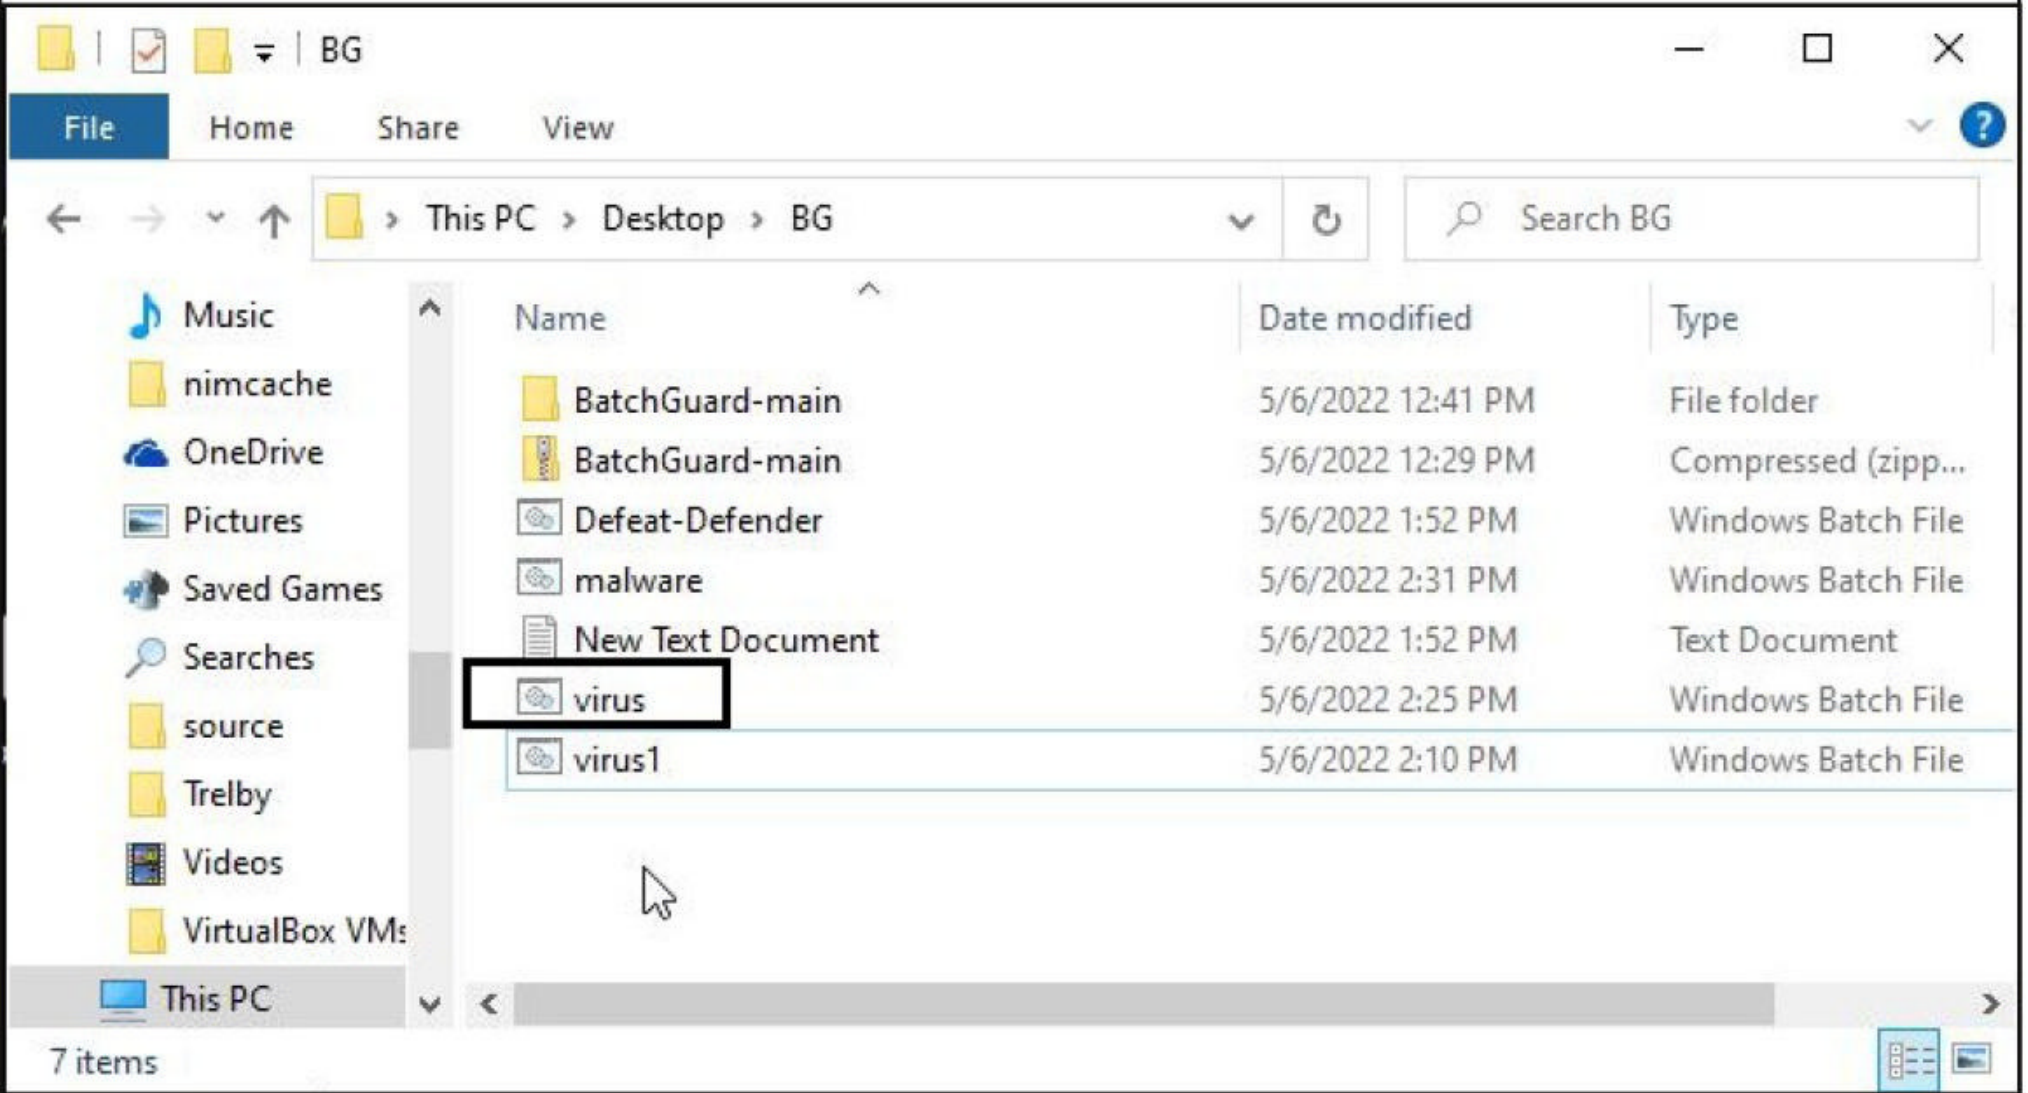 BG
File Home Share View ?
This PC > Desktop > BG Search BG
Name Date modified Type
Music
nimcache
OneDrive
Pictures
Saved Games
Searches
source
Trelby
Videos
VirtualBox VMs
This PC
BatchGuard-main 5/6/2022 12:41 PM File folder
BatchGuard-main 5/6/2022 12:29 PM Compressed (zipp...
Defeat-Defender 5/6/2022 1:52 PM Windows Batch File
malware 5/6/2022 2:31 PM Windows Batch File
New Text Document 5/6/2022 1:52 PM Text Document
virus 5/6/2022 2:25 PM Windows Batch File
virus1 5/6/2022 2:10 PM Windows Batch File
7 items